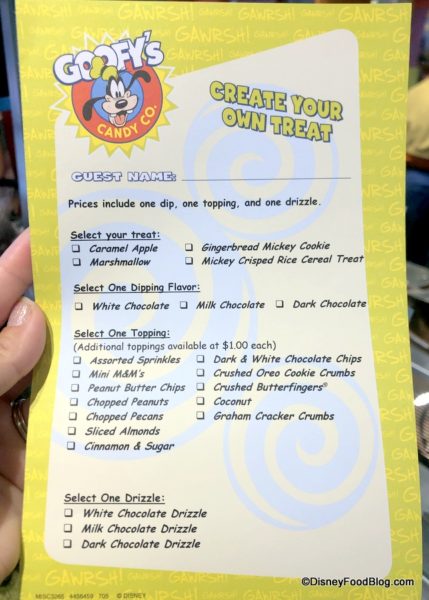 GOOFY'S
CANDY CO.
CREATE YOUR
OWN TREAT
GUEST NAME:
Prices include one dip, one topping, and one drizzle.
Select your treat:
❑ Caramel Apple ❑ Gingerbread Mickey Cookie
❑ Marshmallow ❑ Mickey Crisped Rice Cereal Treat
Select One Dipping Flavor:
❑ White Chocolate ❑ Milk Chocolate ❑ Dark Chocolate
Select One Topping:
(Additional toppings available at $1.00 each)
❑ Assorted Sprinkles ❑ Dark & White Chocolate Chips
❑ Mini M&M's ❑ Crushed Oreo Cookie Crumbs
❑ Peanut Butter Chips ❑ Crushed Butterfingers®
❑ Chopped Peanuts ❑ Coconut
❑ Chopped Pecans ❑ Graham Cracker Crumbs
❑ Sliced Almonds
❑ Cinnamon & Sugar
Select One Drizzle:
❑ White Chocolate Drizzle
❑ Milk Chocolate Drizzle
❑ Dark Chocolate Drizzle
GAWRSH! GAWRSH! GAWRSH!
©DisneyFoodBlog.com
© DISNEY